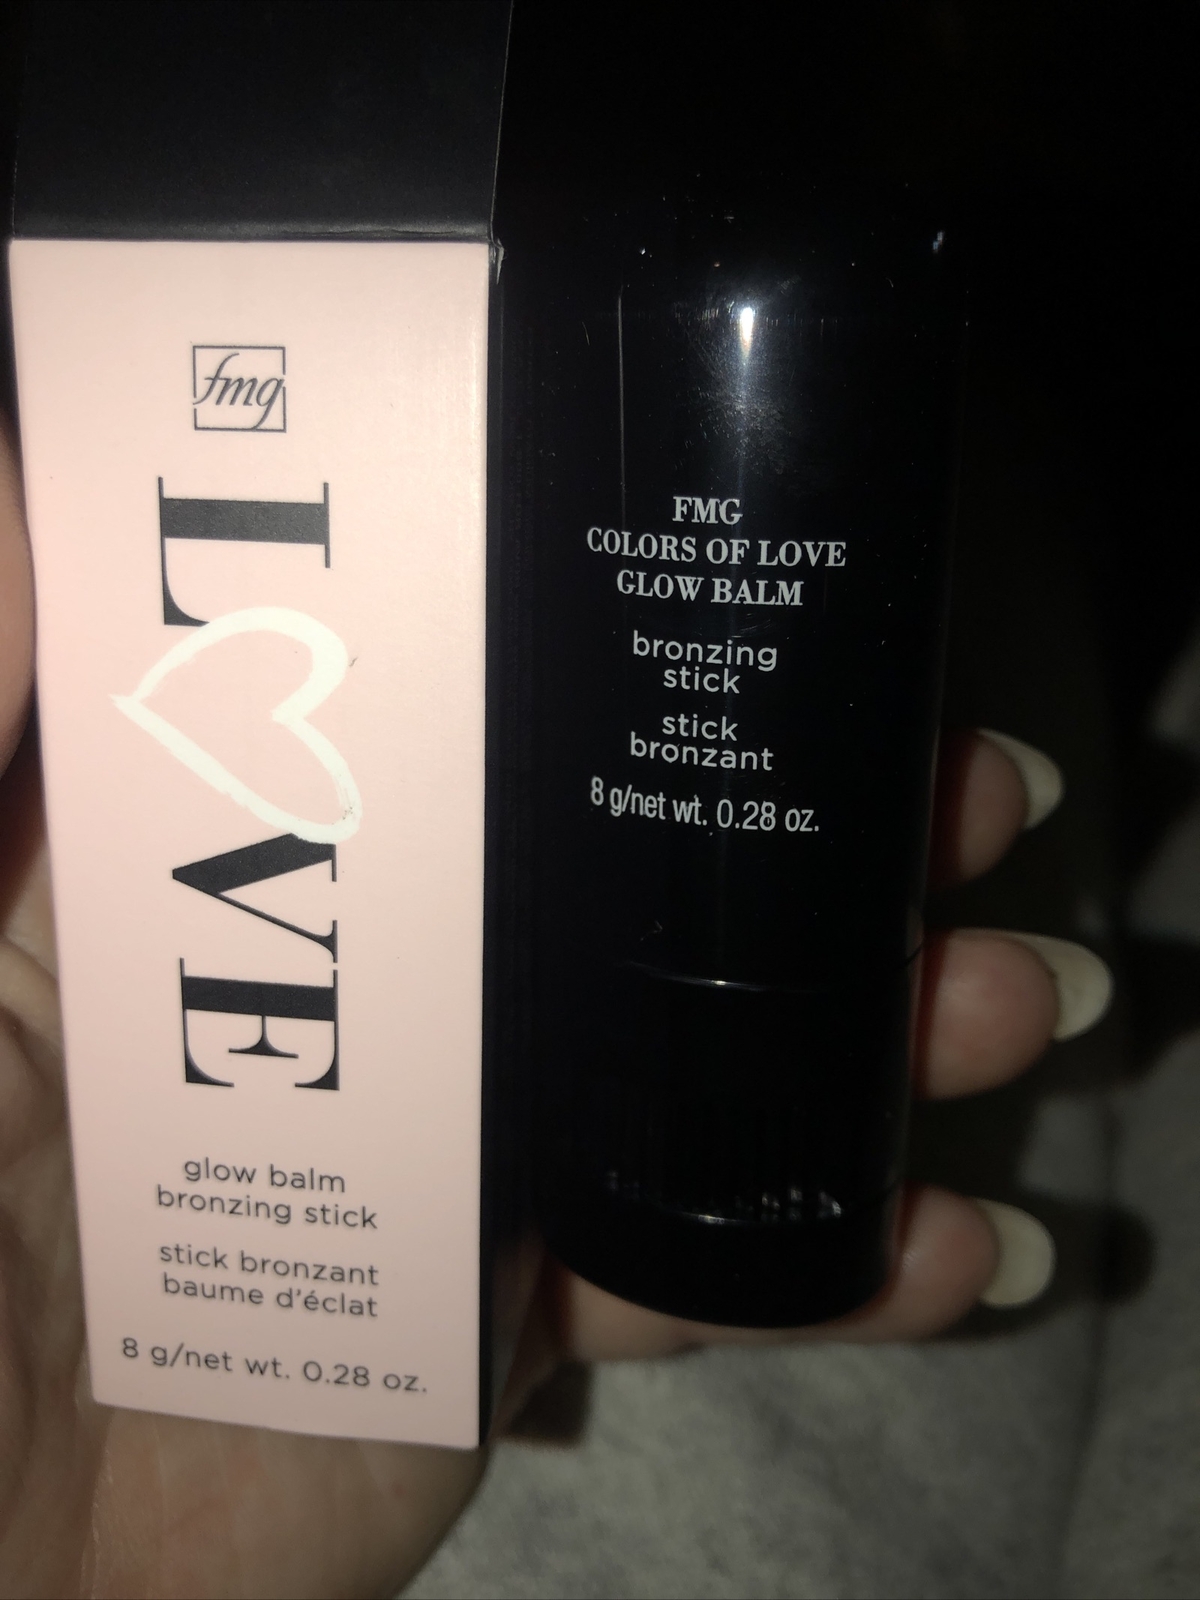 fmg
LOVE
glow balm
bronzing stick
stick bronzant
baume d'éclat
8 g/net wt. 0.28 oz.
FMG
COLORS OF LOVE
GLOW BALM
bronzing
stick
stick
bronzant
8 g/net wt. 0.28 oz.